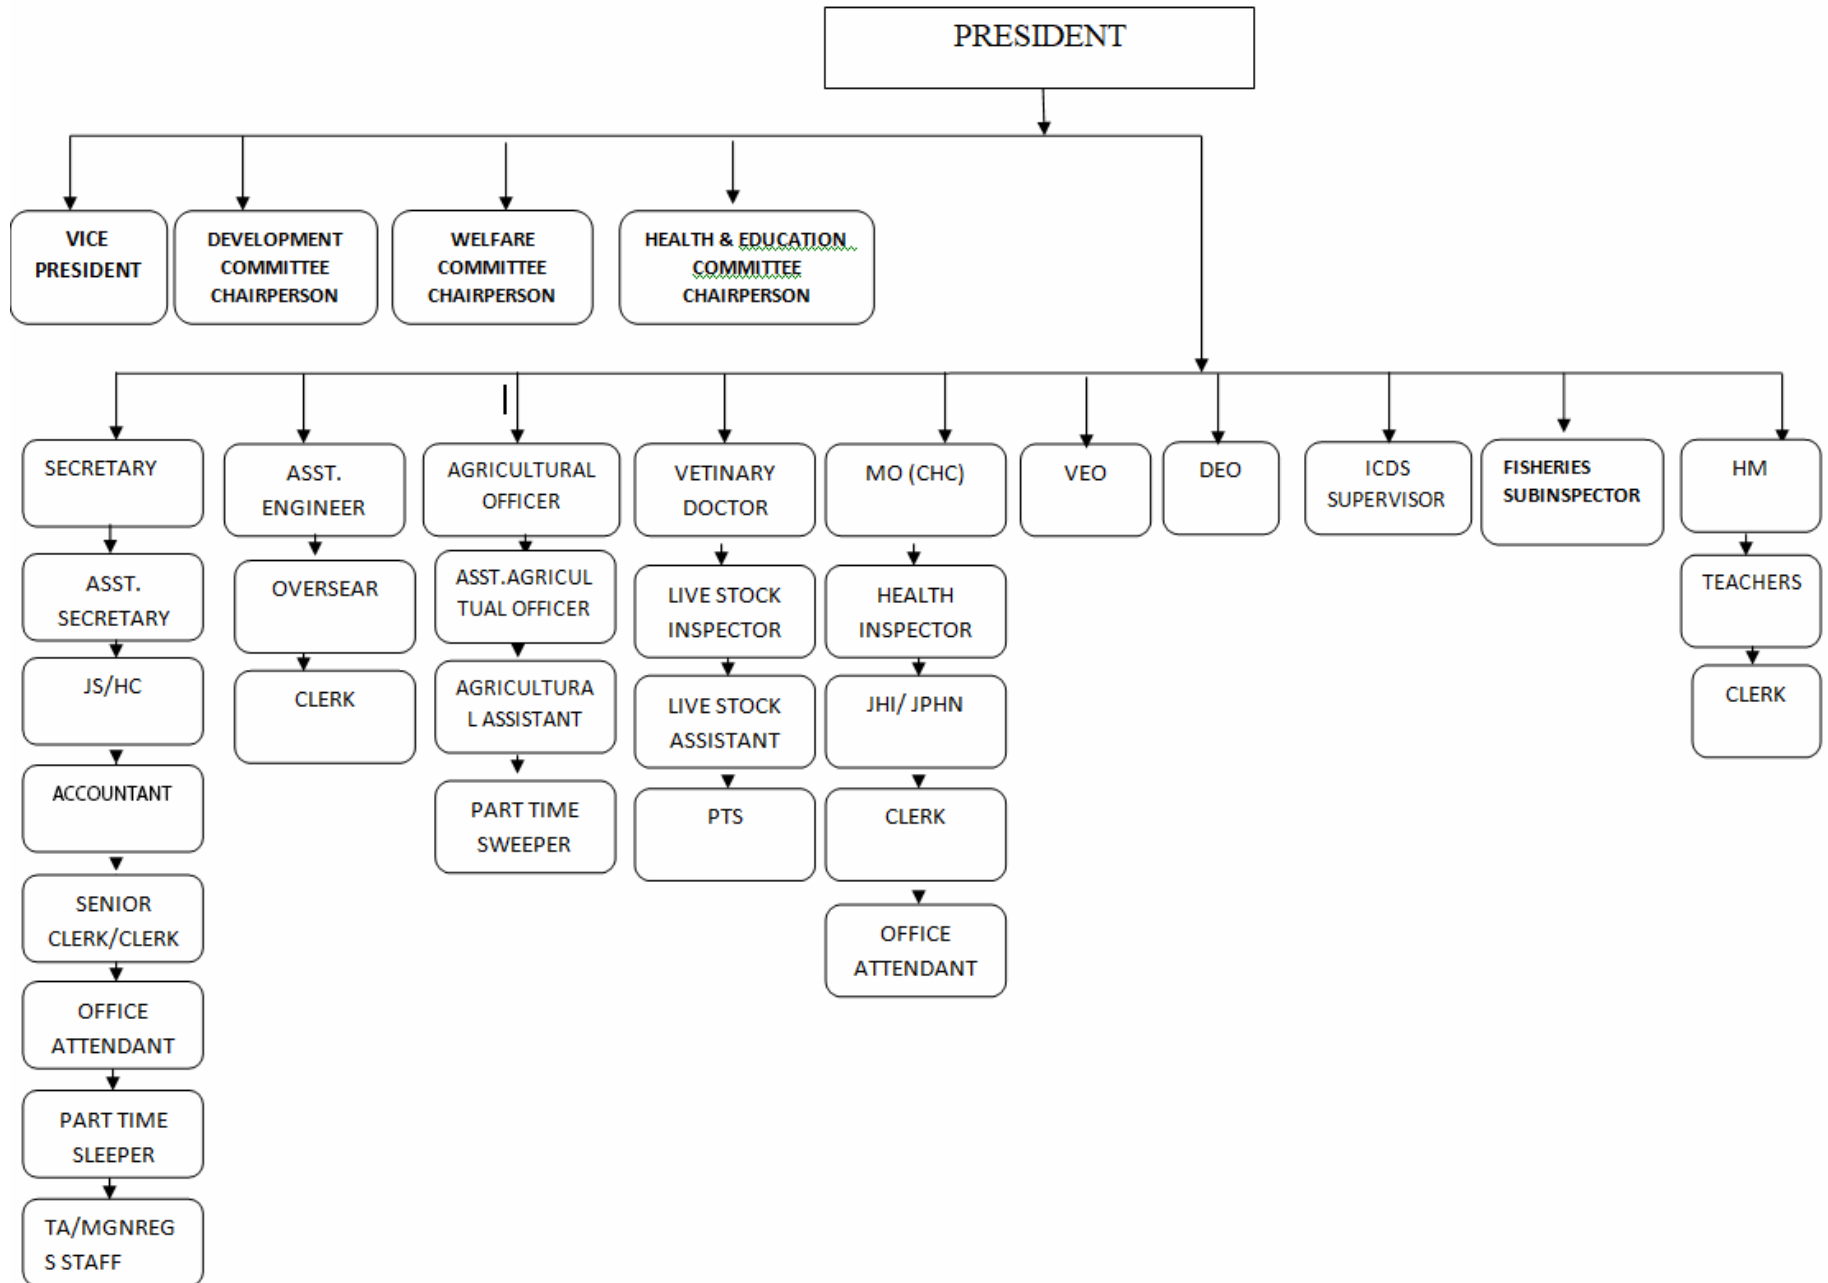 PRESIDENT
VICE
PRESIDENT
DEVELOPMENT
COMMITTEE
CHAIRPERSON
WELFARE
COMMITTEE
CHAIRPERSON
HEALTH & EDUCATION
COMMITTEE
CHAIRPERSON
SECRETARY
ASST.
ENGINEER
AGRICULTURAL
OFFICER
VETINARY
DOCTOR
MO (CHC)
VEO
DEO
ICDS
SUPERVISOR
FISHERIES
SUBINSPECTOR
HM
ASST.
SECRETARY
OVERSEAR
ASST.AGRICUL
TUAL OFFICER
LIVE STOCK
INSPECTOR
HEALTH
INSPECTOR
TEACHERS
JS/HC
CLERK
AGRICULTURA
L ASSISTANT
LIVE STOCK
ASSISTANT
JHI/ JPHN
CLERK
ACCOUNTANT
PART TIME
SWEEPER
PTS
CLERK
SENIOR
CLERK/CLERK
OFFICE
ATTENDANT
OFFICE
ATTENDANT
PART TIME
SLEEPER
TA/MGNREG
S STAFF